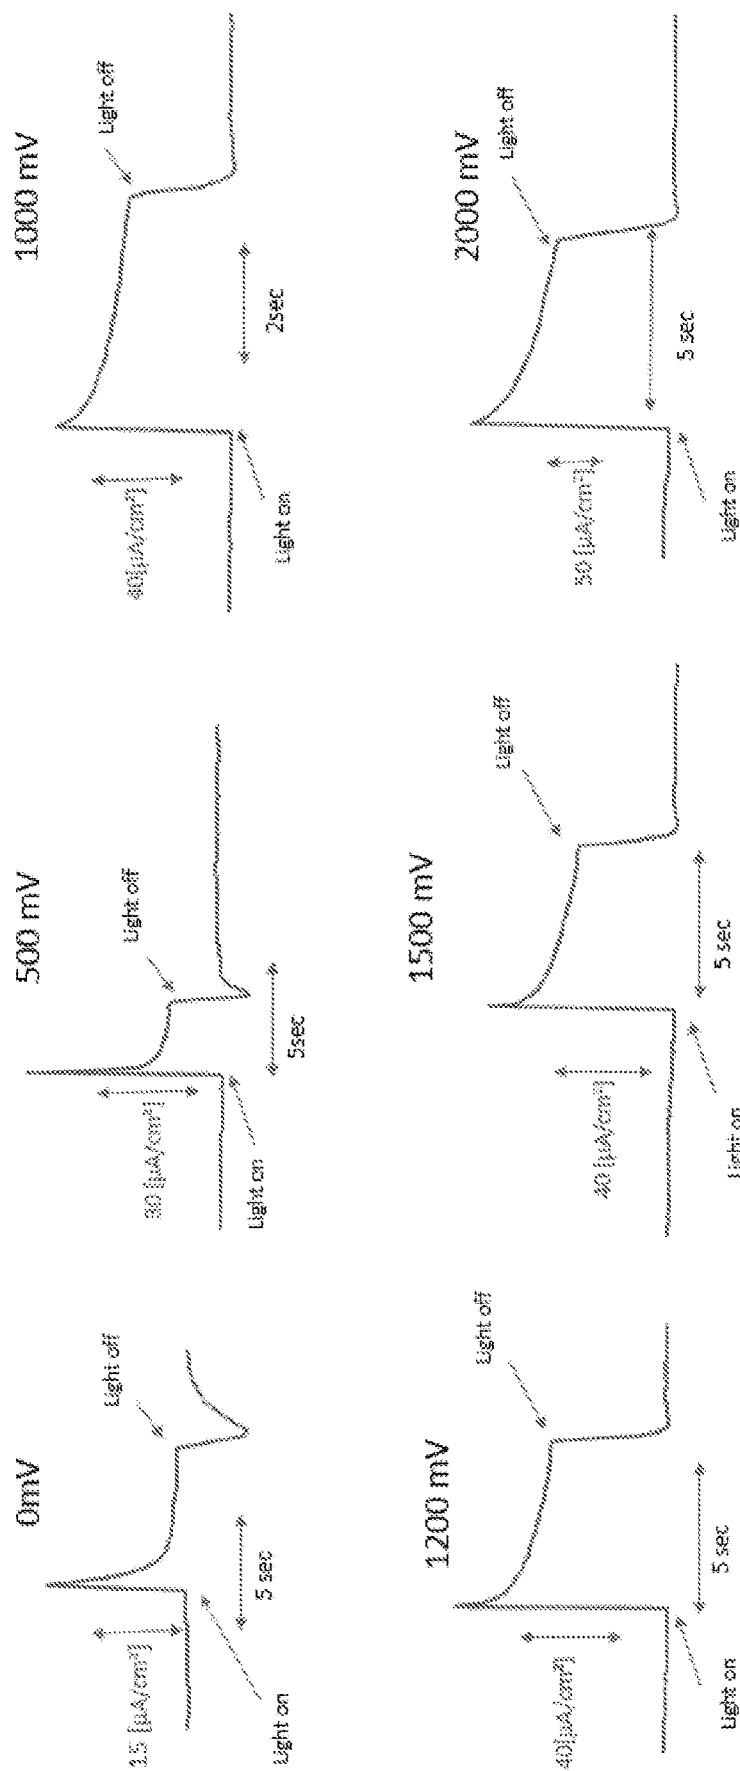 0mV
15 [µA/cm²]
Light on
Light off
5 sec
500 mV
30 [µA/cm²]
Light on
Light off
5sec
1000 mV
40[µA/cm²]
Light on
Light off
2sec
1200 mV
40[µA/cm²]
Light on
Light off
5 sec
1500 mV
40 [µA/cm²]
Light on
Light off
5 sec
2000 mV
50 [µA/cm²]
Light on
Light off
5 sec